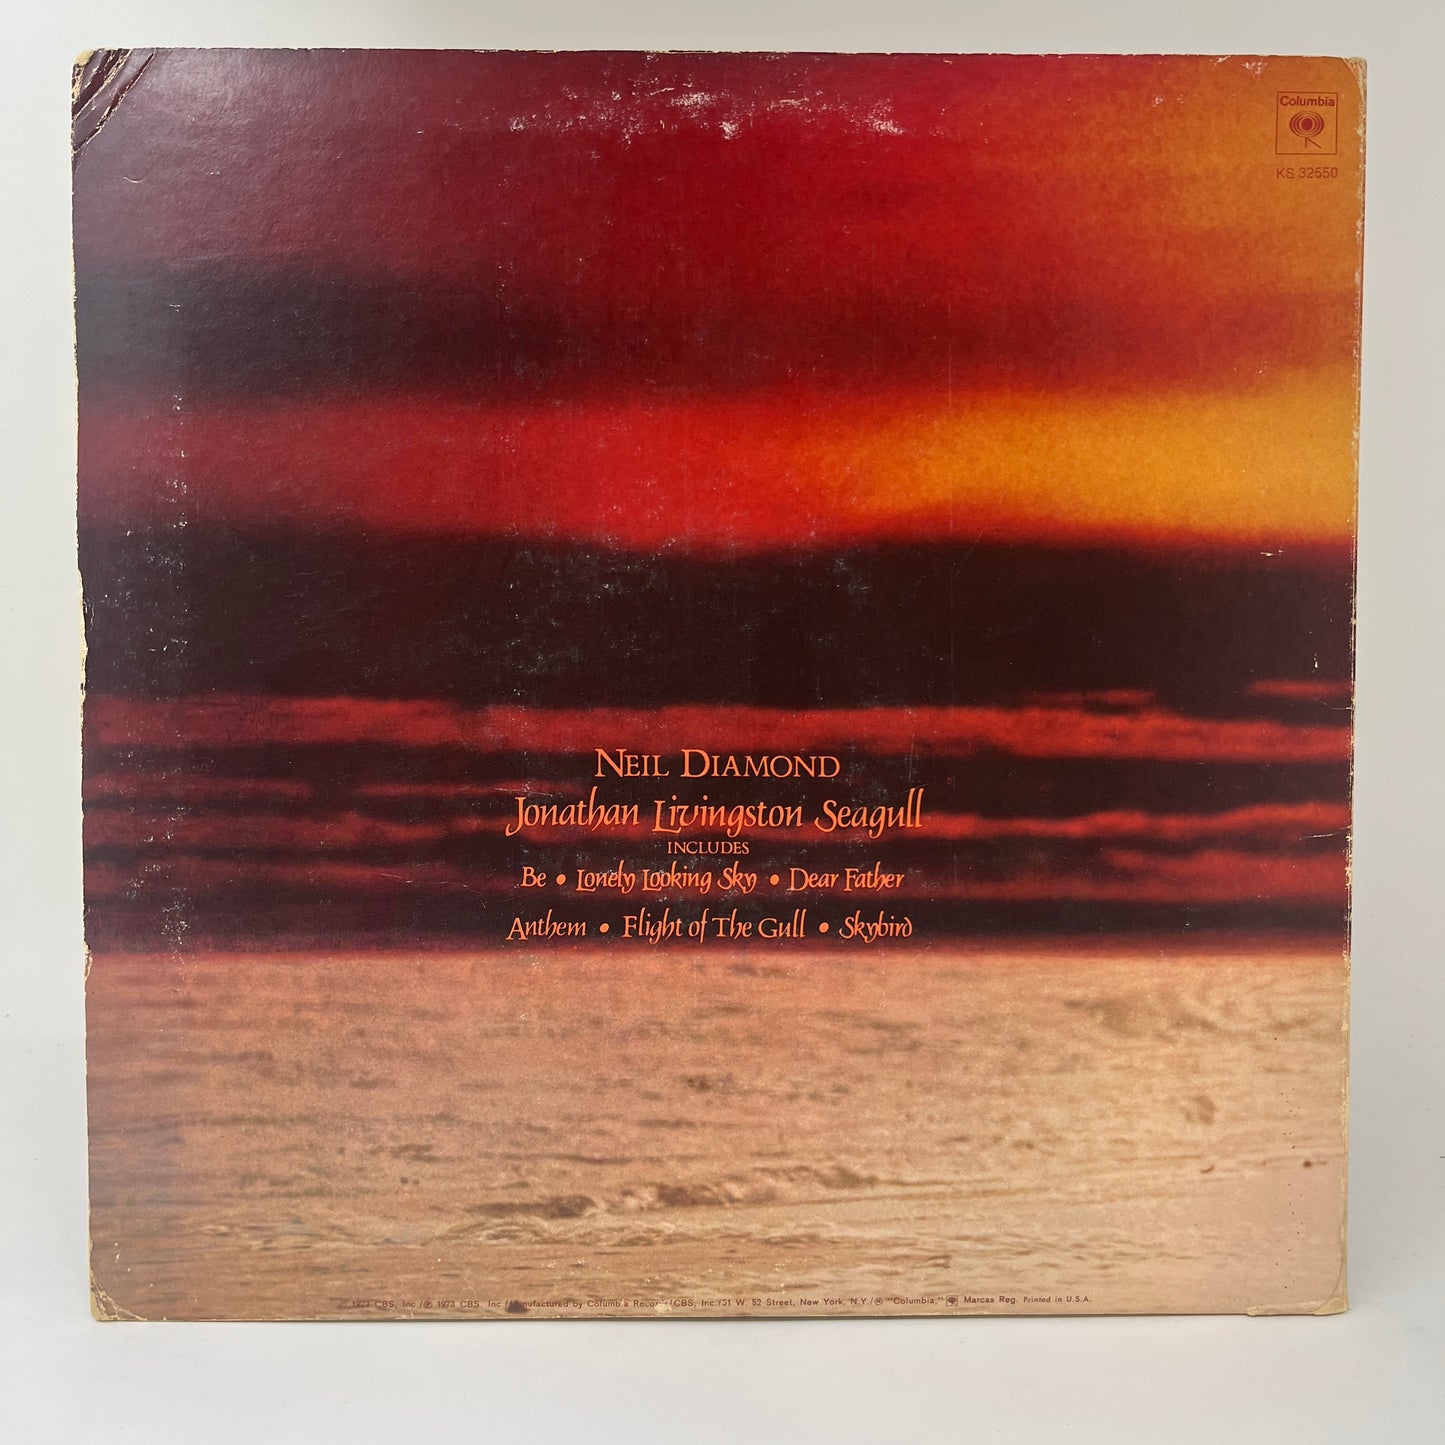 Columbia
KS 32550
NEIL DIAMOND
Jonathan Livingston Seagull
INCLUDES
Be • Lonely Looking Sky • Dear Father
Anthem • Flight of The Gull • Skybird
© 1973 CBS, Inc./℗ 1973 CBS, Inc./Manufactured by Columbia Records/CBS, Inc./51 W. 52 Street, New York, N.Y./® "Columbia," Marcas Reg. Printed in U.S.A.